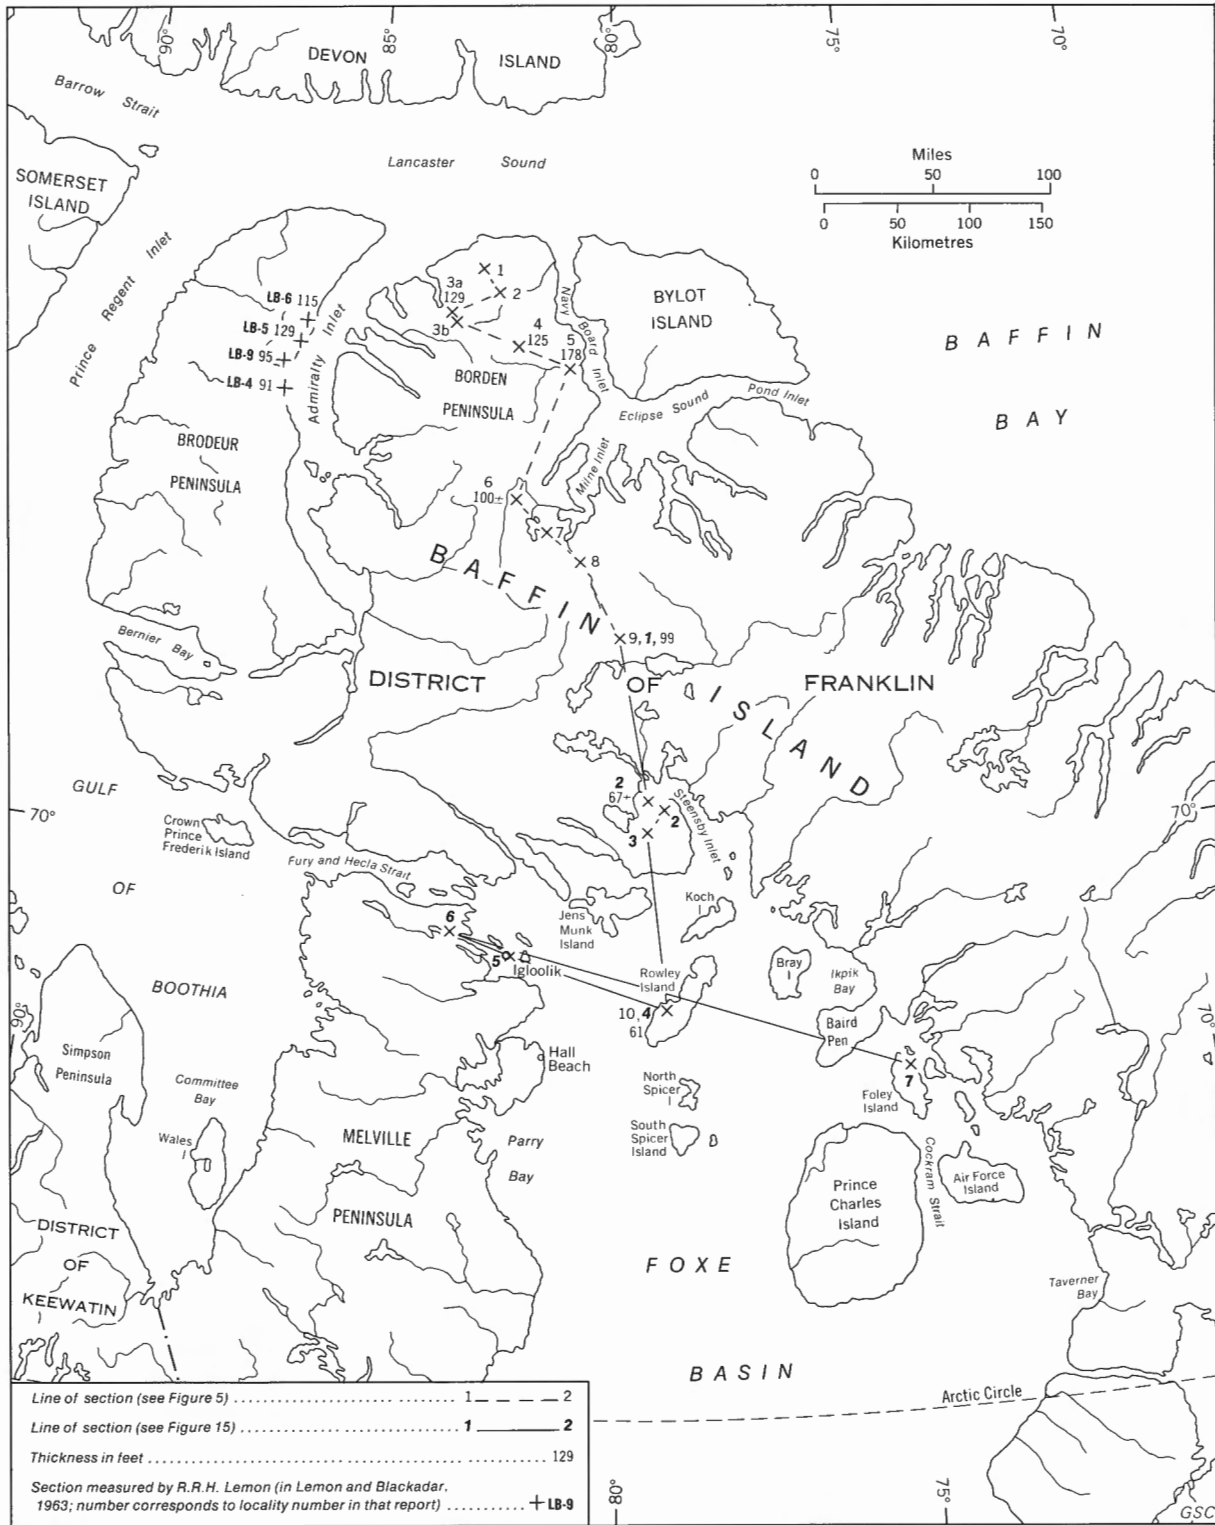 90°
85°
80°
75°
70°
DEVON ISLAND
Barrow Strait
Lancaster Sound
Miles
0 50 100
0 50 100 150
Kilometres
SOMERSET
ISLAND
Prince Regent Inlet
LB-6 115
LB-5 129
LB-9 95
LB-4 91
Admiralty Inlet
1
2
3a
129
3b
4
125
5
178
Navy Board Inlet
BYLOT
ISLAND
BAFFIN
BAY
BORDEN
PENINSULA
Eclipse Sound
Pond Inlet
Milne Inlet
BRODEUR
PENINSULA
6
100±
7
8
BAFFIN
9, 1, 99
Bernier Bay
DISTRICT OF FRANKLIN
ISLAND
GULF
2
67+
2
3
Steensby Inlet
70°
70°
Crown
Prince
Frederik Island
Fury and Hecla Strait
OF
6
Jens
Munk
Island
Koch
I
5
Igloolik
Rowley
Island
Bray
I
Ikpik
Bay
BOOTHIA
10, 4
61
Baird
Pen
90°
70°
Simpson
Peninsula
Committee
Bay
Hall
Beach
North
Spicer
I
7
Foley
Island
Wales
I
MELVILLE
Parry
Bay
South
Spicer
Island
Cockram Strait
Air Force
Island
Prince
Charles
Island
PENINSULA
DISTRICT
OF
KEEWATIN
FOXE
Taverner
Bay
BASIN
Arctic Circle
Line of section (see Figure 5) ............................ 1 — — — — 2
Line of section (see Figure 15) ........................... 1 ———— 2
Thickness in feet ...................................................... 129
Section measured by R.R.H. Lemon (in Lemon and Blackadar,
1963; number corresponds to locality number in that report) .......... + LB-9
80°
75°
GSC